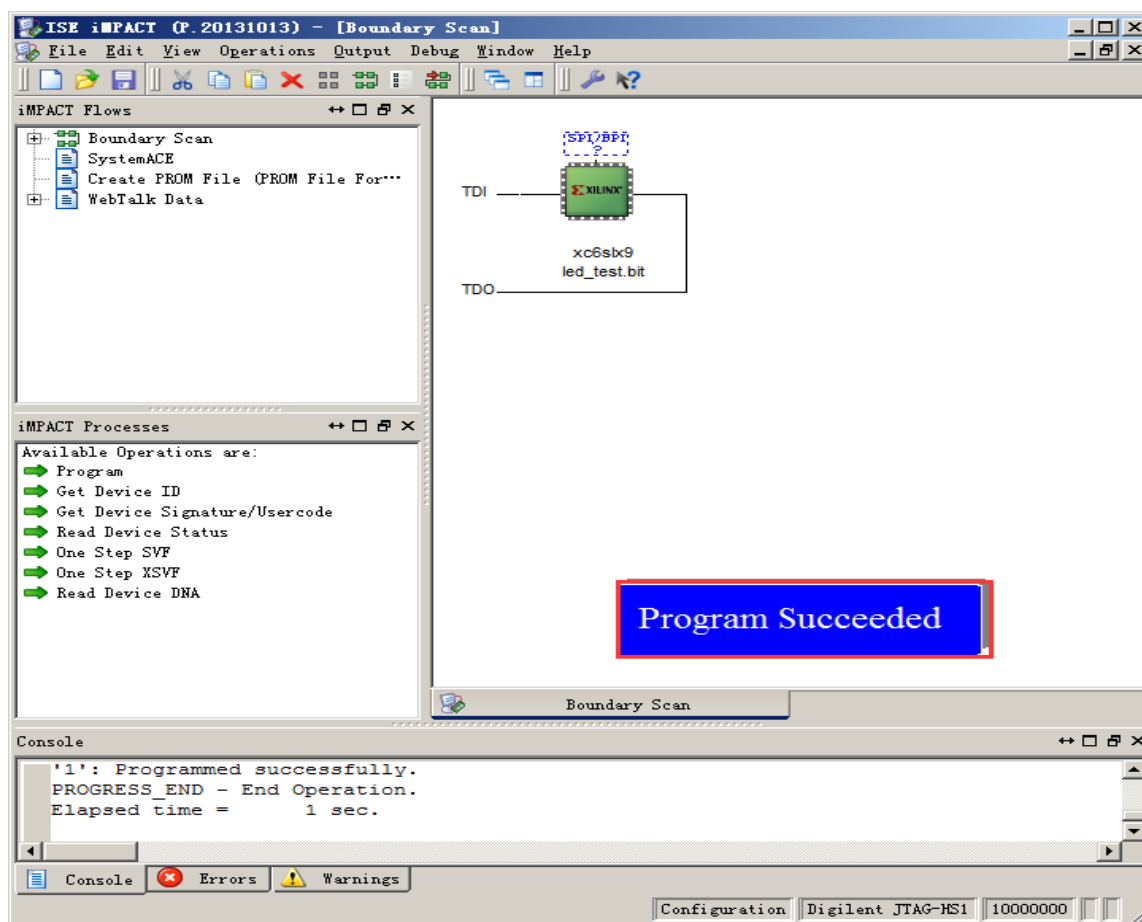 ISE iMPACT (P.20131013) - [Boundary Scan]
File Edit View Operations Output Debug Window Help
iMPACT Flows
Boundary Scan
SystemACE
Create PROM File (PROM File For···
WebTalk Data
SPI/BPI
?
TDI
XILINX
xc6slx9
led_test.bit
TDO
iMPACT Processes
Available Operations are:
Program
Get Device ID
Get Device Signature/Usercode
Read Device Status
One Step SVF
One Step XSVF
Read Device DNA
Program Succeeded
Boundary Scan
Console
'1': Programmed successfully.
PROGRESS_END - End Operation.
Elapsed time = 1 sec.
Console Errors Warnings
Configuration Digilent JTAG-HS1 10000000